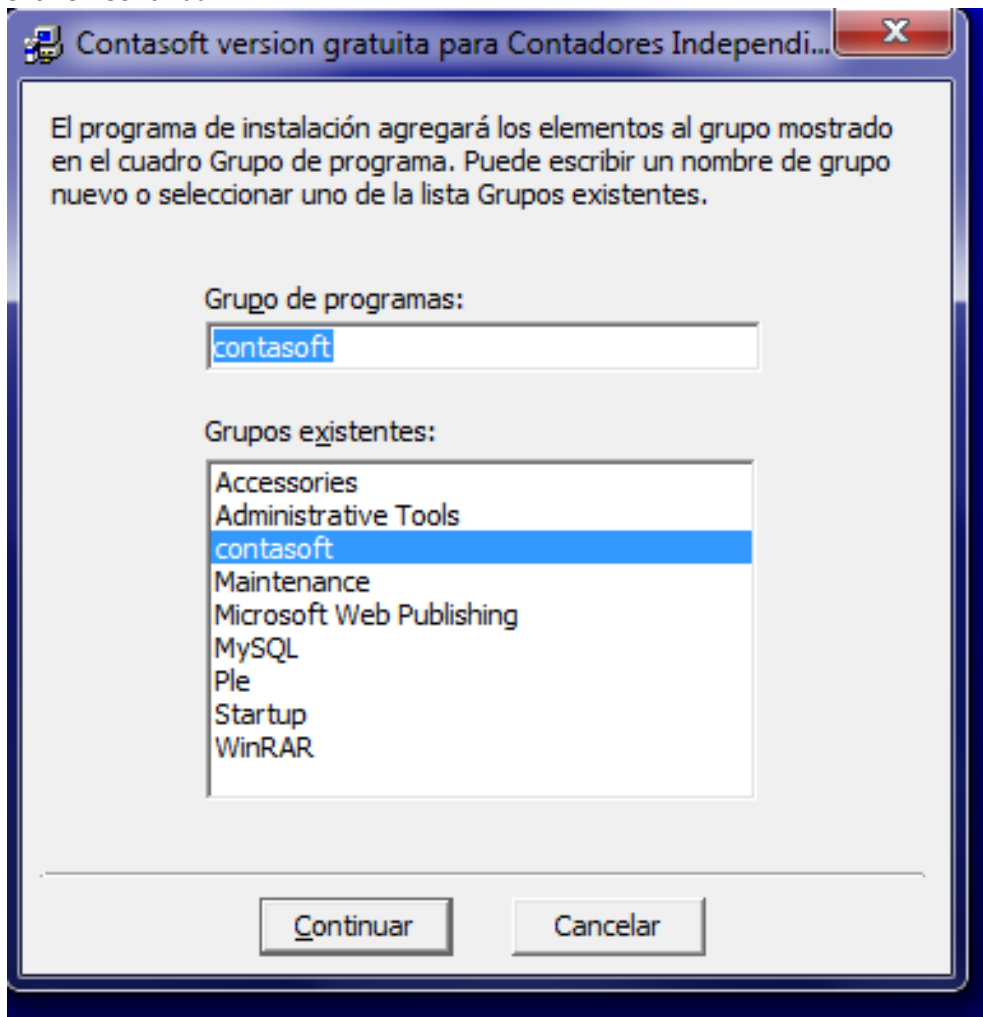 Contasoft version gratuita para Contadores Independi...
El programa de instalación agregará los elementos al grupo mostrado
en el cuadro Grupo de programa. Puede escribir un nombre de grupo
nuevo o seleccionar uno de la lista Grupos existentes.
Grupo de programas:
contasoft
Grupos existentes:
Accessories
Administrative Tools
contasoft
Maintenance
Microsoft Web Publishing
MySQL
Ple
Startup
WinRAR
Continuar
Cancelar